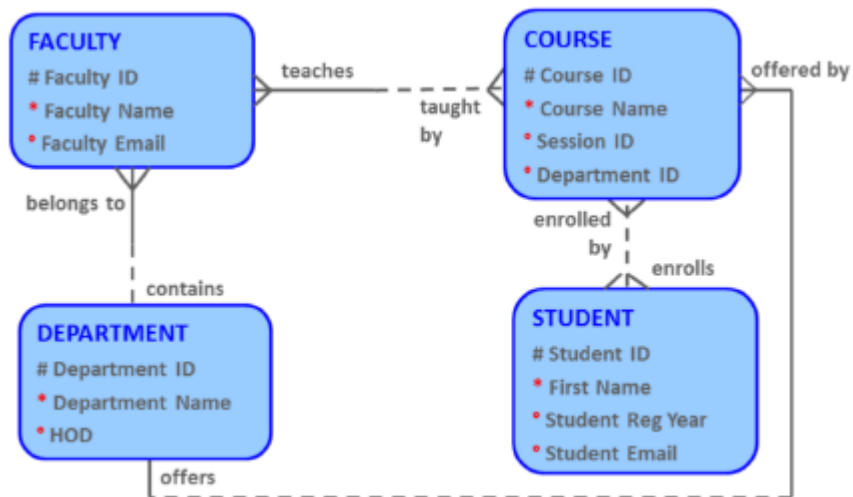 FACULTY
# Faculty ID
* Faculty Name
° Faculty Email
teaches
taught
by
COURSE
# Course ID
* Course Name
° Session ID
° Department ID
offered by
belongs to
contains
enrolled
by
enrolls
DEPARTMENT
# Department ID
* Department Name
° HOD
offers
STUDENT
# Student ID
* First Name
° Student Reg Year
° Student Email